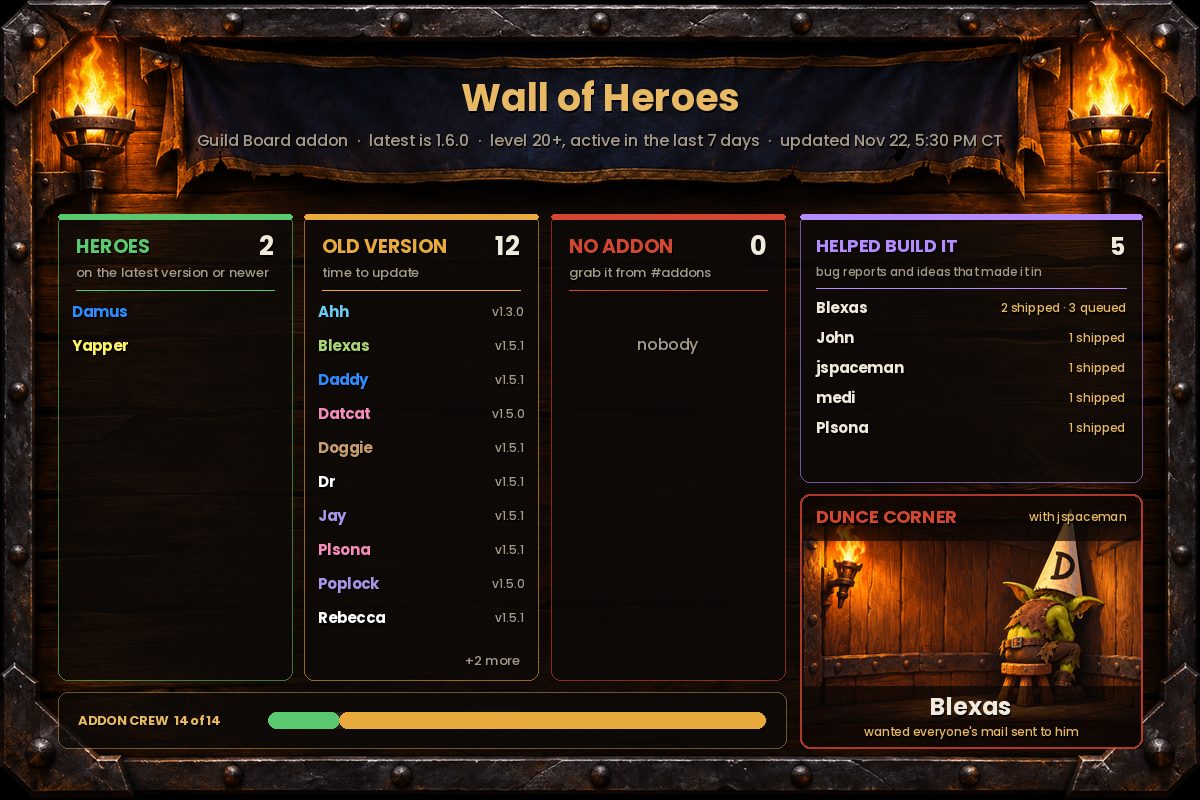 Wall of Heroes
Guild Board addon · latest is 1.6.0 · level 20+, active in the last 7 days · updated Nov 22, 5:30 PM CT
HEROES 2
on the latest version or newer
Damus
Yapper
OLD VERSION 12
time to update
Ahh v1.3.0
Blexas v1.5.1
Daddy v1.5.1
Datcat v1.5.0
Doggie v1.5.1
Dr v1.5.1
Jay v1.5.1
Plsona v1.5.1
Poplock v1.5.0
Rebecca v1.5.1
+2 more
NO ADDON 0
grab it from #addons
nobody
HELPED BUILD IT 5
bug reports and ideas that made it in
Blexas 2 shipped · 3 queued
John 1 shipped
jspaceman 1 shipped
medi 1 shipped
Plsona 1 shipped
DUNCE CORNER with jspaceman
D
Blexas
wanted everyone's mail sent to him
ADDON CREW 14 of 14